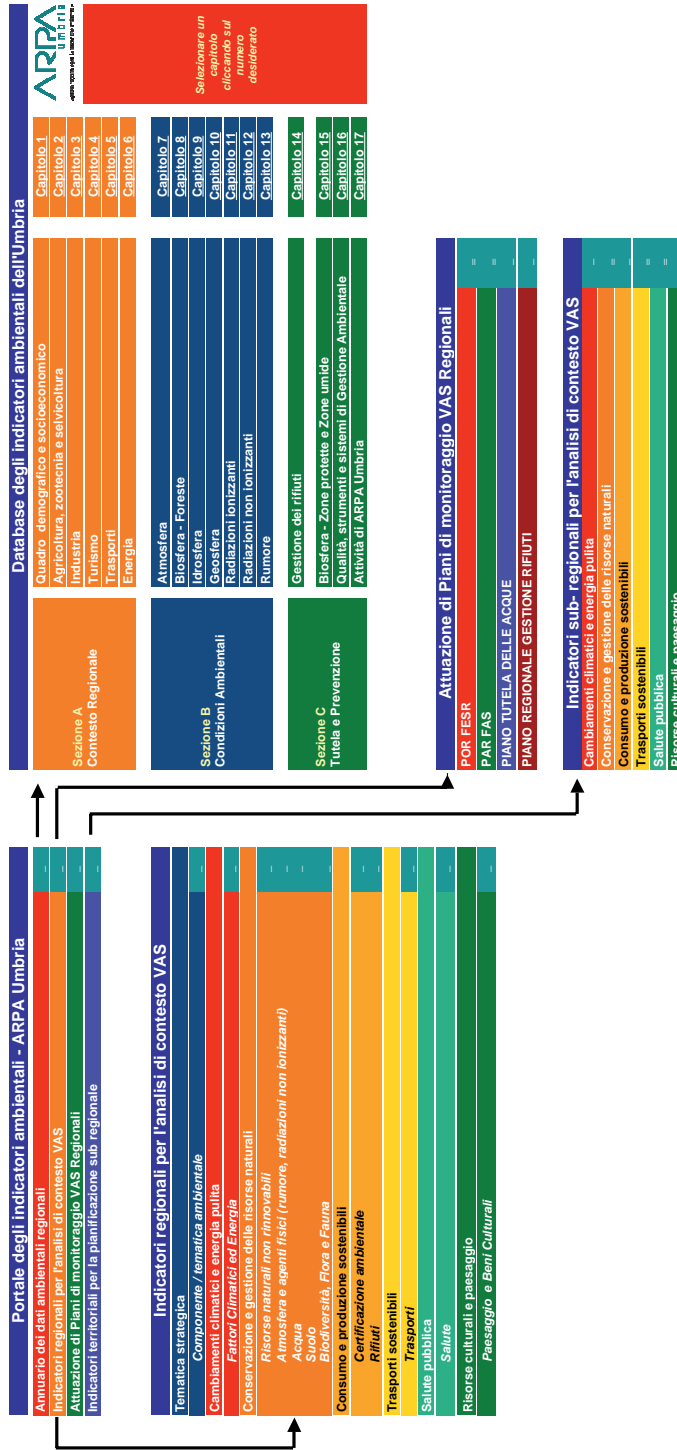 Portale degli indicatori ambientali - ARPA Umbria
Annuario dei dati ambientali regionali
Indicatori regionali per l'analisi di contesto VAS
Attuazione di Piani di monitoraggio VAS Regionali
Indicatori territoriali per la pianificazione sub regionale
Indicatori regionali per l'analisi di contesto VAS
Tematica strategica
Componente / tematica ambientale
Cambiamenti climatici e energia pulita
Fattori Climatici ed Energia
Conservazione e gestione delle risorse naturali
Risorse naturali non rinnovabili
Atmosfera e agenti fisici (rumore, radiazioni non ionizzanti)
Acqua
Suolo
Biodiversità, Flora e Fauna
Consumo e produzione sostenibili
Certificazione ambientale
Rifiuti
Trasporti sostenibili
Trasporti
Salute pubblica
Salute
Risorse culturali e paesaggio
Paesaggio e Beni Culturali
Database degli indicatori ambientali dell'Umbria
ARPA
umbria
Sezione A
Contesto Regionale
Quadro demografico e socioeconomico Capitolo 1
Agricoltura, zootecnia e selvicoltura Capitolo 2
Industria Capitolo 3
Turismo Capitolo 4
Trasporti Capitolo 5
Energia Capitolo 6
Sezione B
Condizioni Ambientali
Atmosfera Capitolo 7
Biosfera - Foreste Capitolo 8
Idrosfera Capitolo 9
Geosfera Capitolo 10
Radiazioni ionizzanti Capitolo 11
Radiazioni non ionizzanti Capitolo 12
Rumore Capitolo 13
Sezione C
Tutela e Prevenzione
Gestione dei rifiuti Capitolo 14
Biosfera - Zone protette e Zone umide Capitolo 15
Qualità, strumenti e sistemi di Gestione Ambientale Capitolo 16
Attività di ARPA Umbria Capitolo 17
Selezionare un
capitolo
cliccando sul
numero
desiderato
Attuazione di Piani di monitoraggio VAS Regionali
POR FESR
PAR FAS
PIANO TUTELA DELLE ACQUE
PIANO REGIONALE GESTIONE RIFIUTI
Indicatori sub- regionali per l'analisi di contesto VAS
Cambiamenti climatici e energia pulita
Conservazione e gestione delle risorse naturali
Consumo e produzione sostenibili
Trasporti sostenibili
Salute pubblica
Risorse culturali e paesaggio